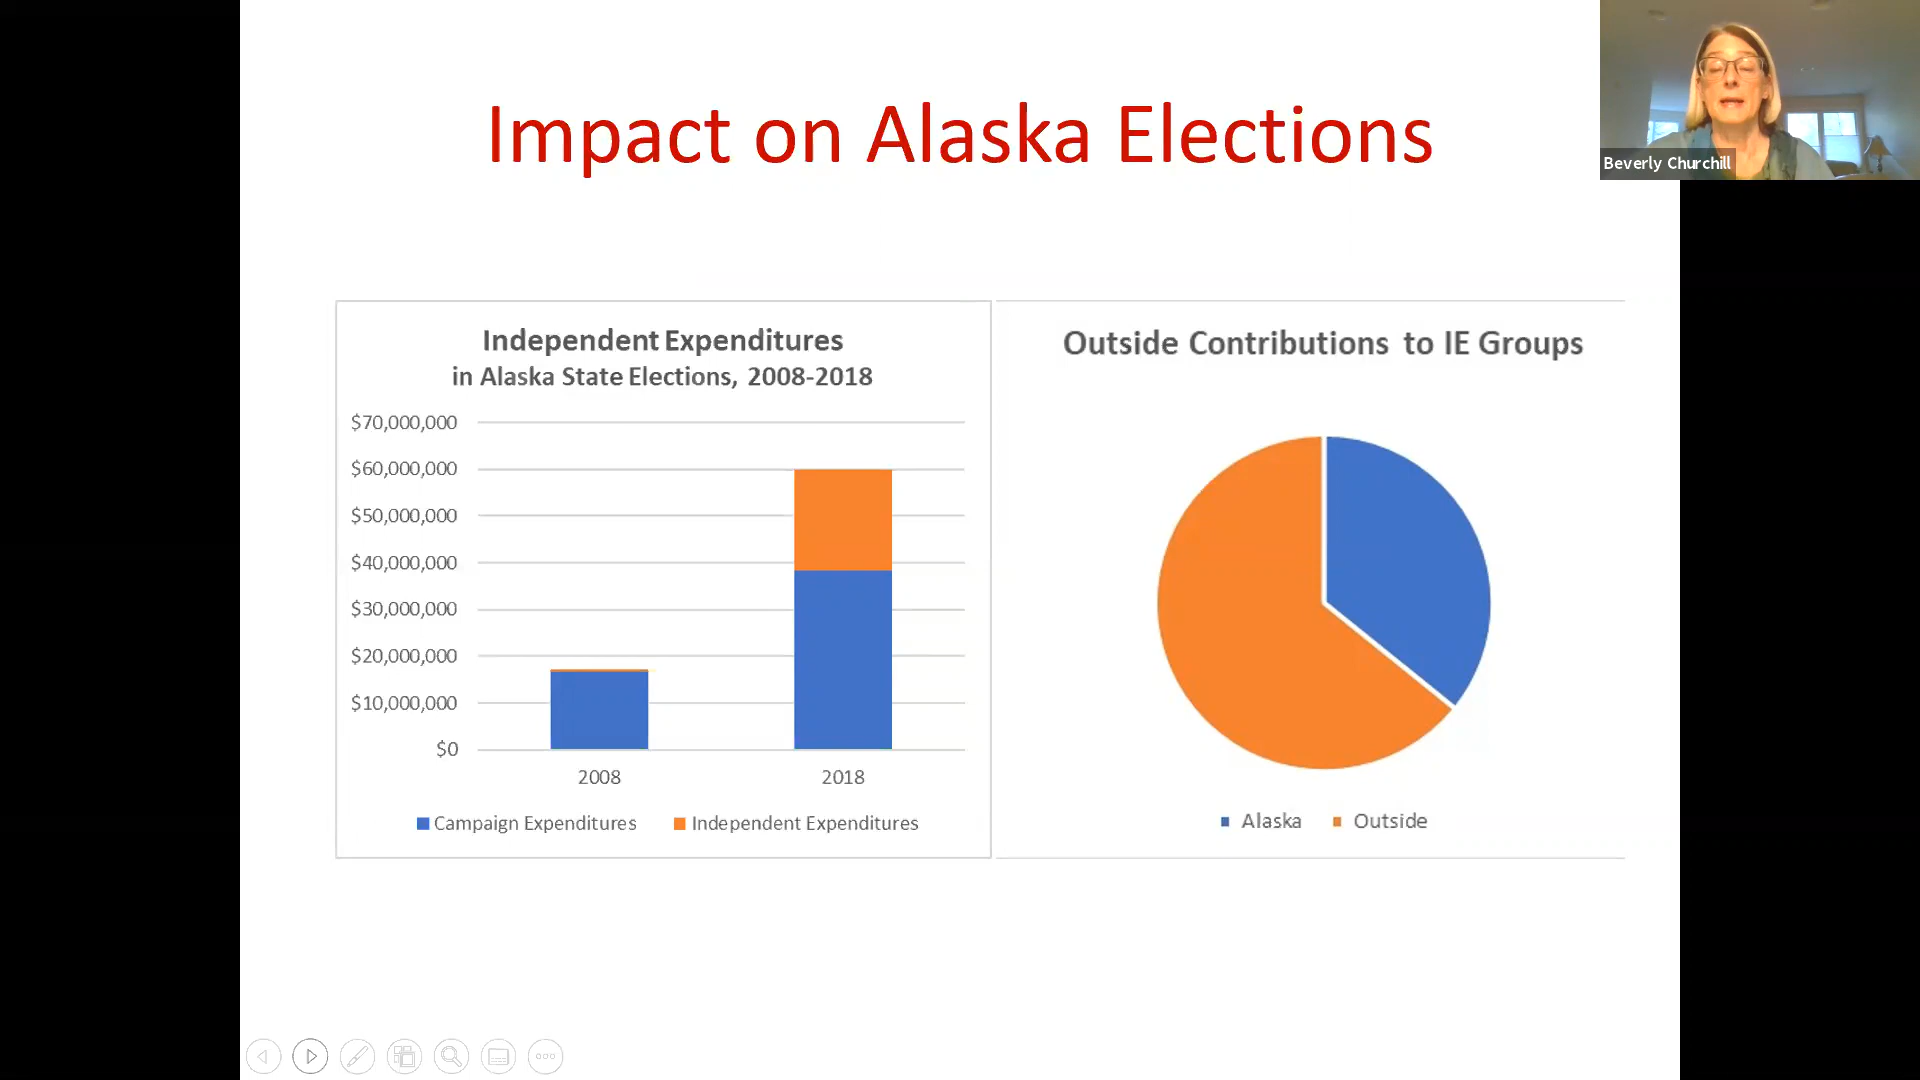 Impact on Alaska Elections
Beverly Churchill
Independent Expenditures
in Alaska State Elections, 2008-2018
$70,000,000
$60,000,000
$50,000,000
$40,000,000
$30,000,000
$20,000,000
$10,000,000
$0
2008 2018
Campaign Expenditures Independent Expenditures
Outside Contributions to IE Groups
Alaska Outside